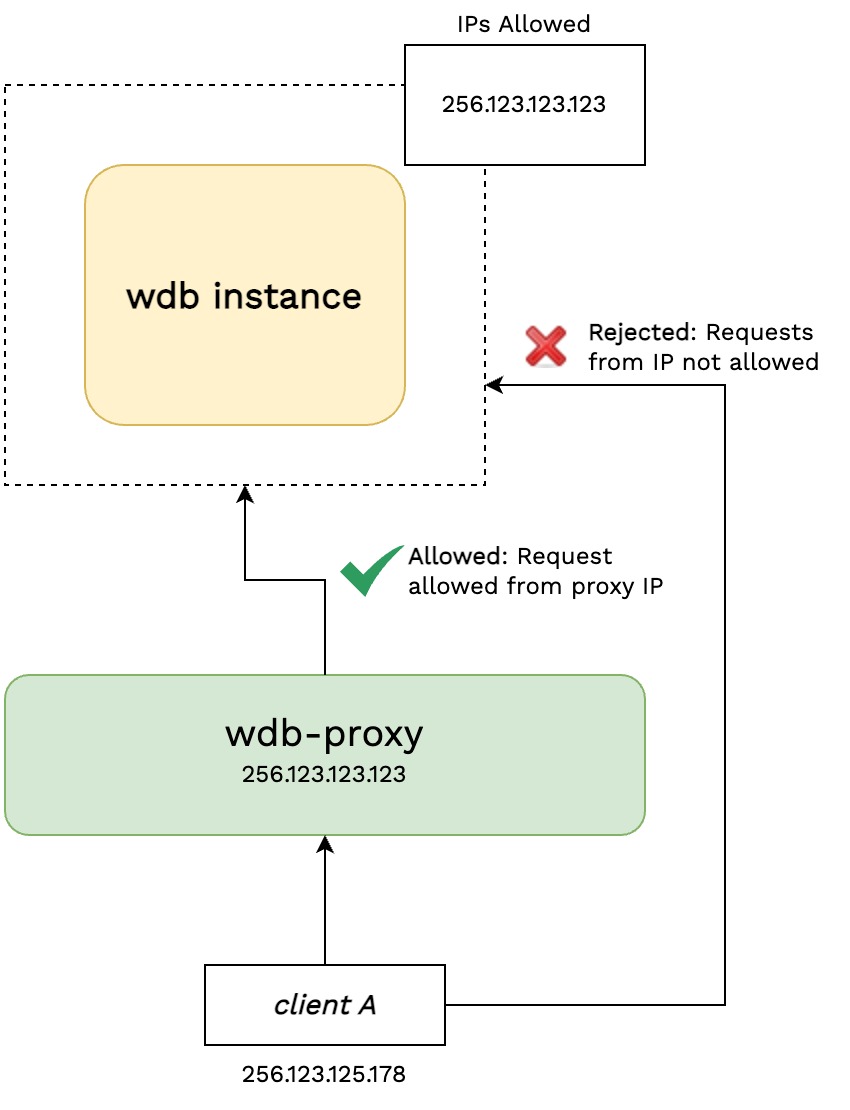 IPs Allowed
256.123.123.123
wdb instance
Rejected: Requests
from IP not allowed
Allowed: Request
allowed from proxy IP
wdb-proxy
256.123.123.123
client A
256.123.125.178